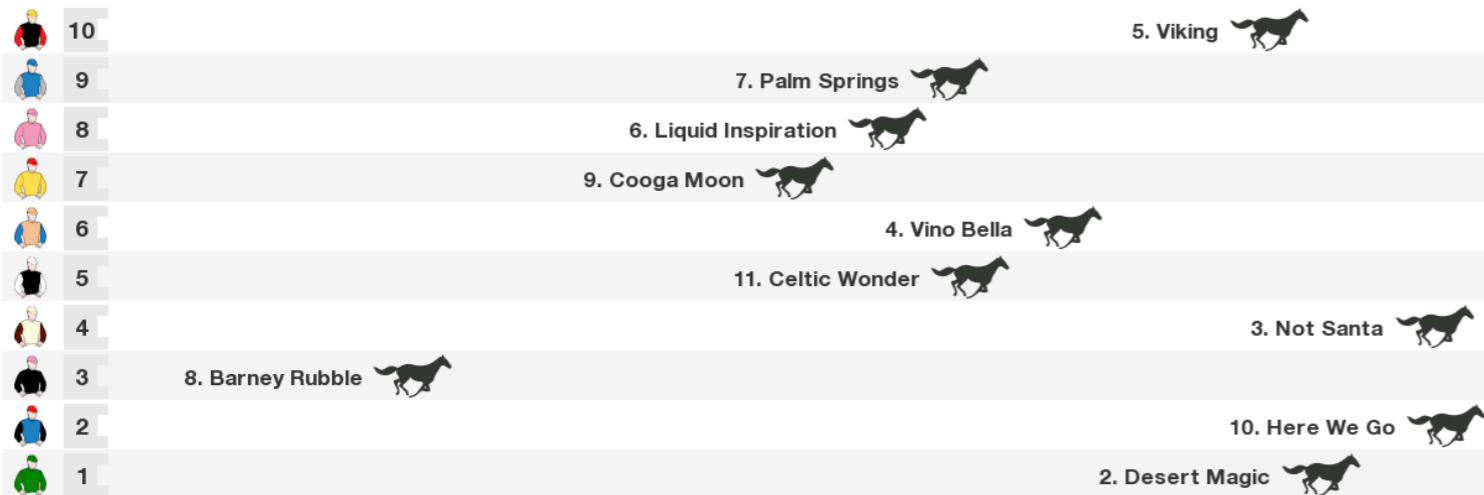 10 5. Viking
9 7. Palm Springs
8 6. Liquid Inspiration
7 9. Cooga Moon
6 4. Vino Bella
5 11. Celtic Wonder
4 3. Not Santa
3 8. Barney Rubble
2 10. Here We Go
1 2. Desert Magic